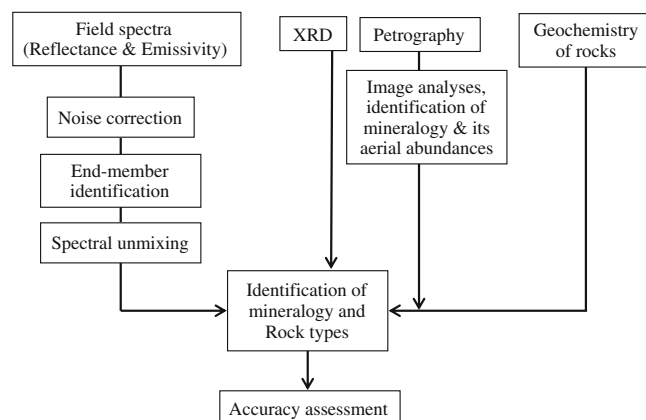 Field spectra
(Reflectance & Emissivity)
Noise correction
End-member
identification
Spectral unmixing
XRD
Petrography
Image analyses,
identification of
mineralogy & its
aerial abundances
Geochemistry
of rocks
Identification of
mineralogy and
Rock types
Accuracy assessment